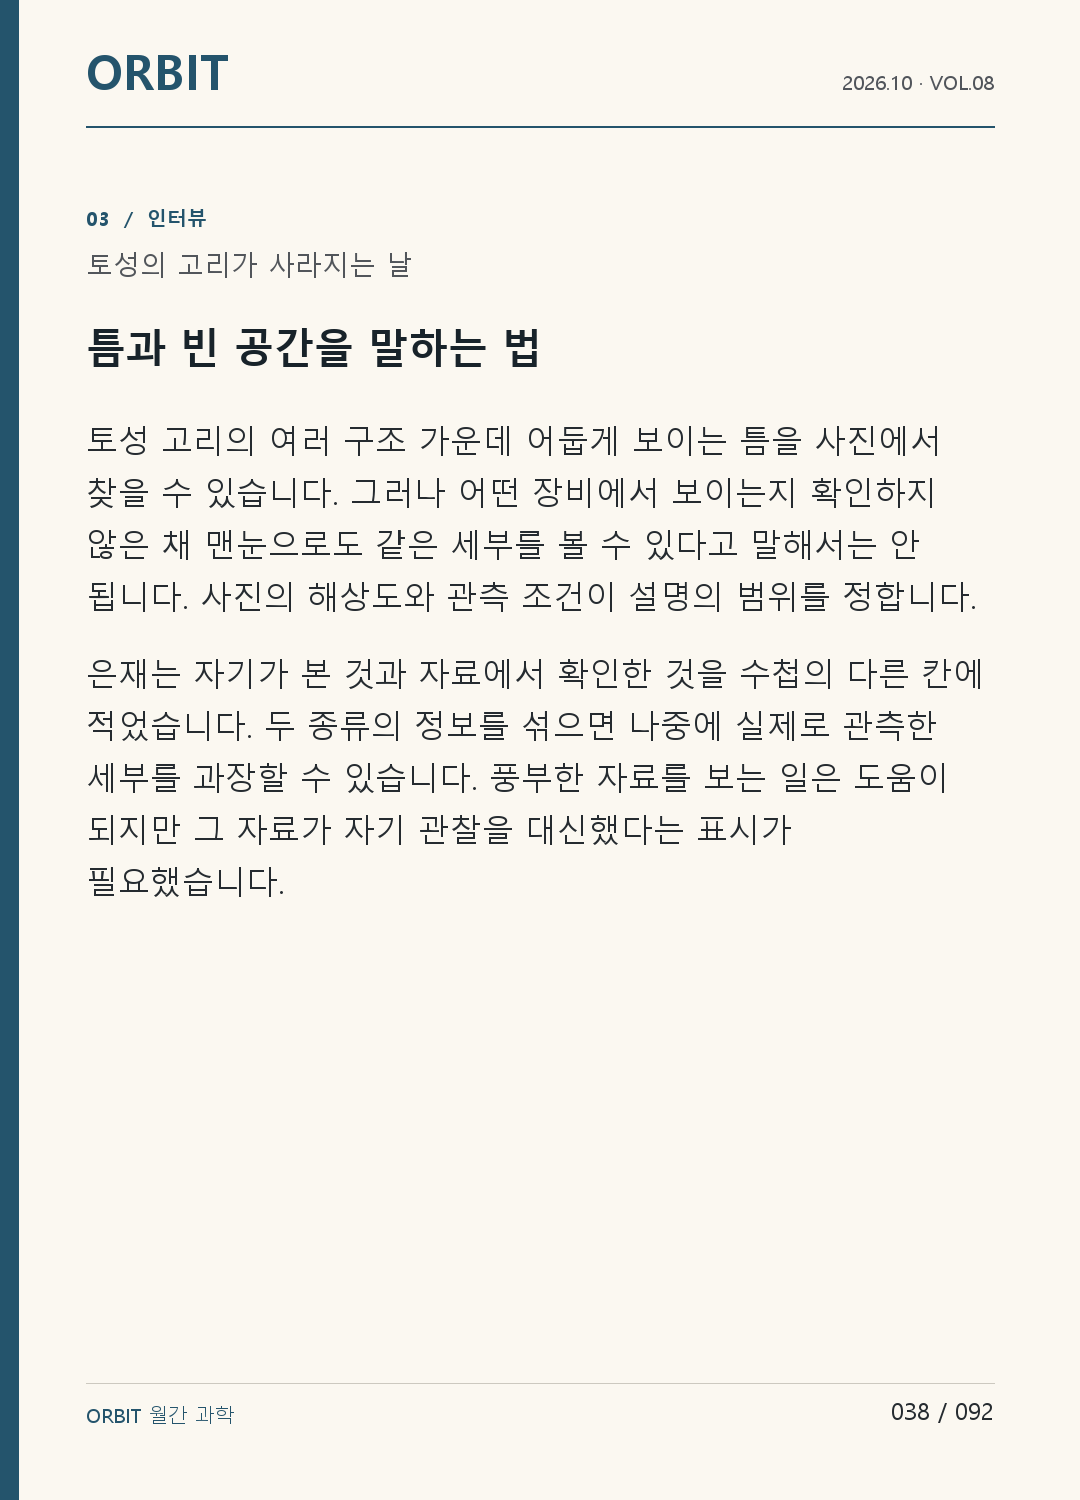 ORBIT
2026.10 · VOL.08
03 / 인터뷰
토성의 고리가 사라지는 날
틈과 빈 공간을 말하는 법
토성 고리의 여러 구조 가운데 어둡게 보이는 틈을 사진에서
찾을 수 있습니다. 그러나 어떤 장비에서 보이는지 확인하지
않은 채 맨눈으로도 같은 세부를 볼 수 있다고 말해서는 안
됩니다. 사진의 해상도와 관측 조건이 설명의 범위를 정합니다.
은재는 자기가 본 것과 자료에서 확인한 것을 수첩의 다른 칸에
적었습니다. 두 종류의 정보를 섞으면 나중에 실제로 관측한
세부를 과장할 수 있습니다. 풍부한 자료를 보는 일은 도움이
되지만 그 자료가 자기 관찰을 대신했다는 표시가
필요했습니다.
ORBIT 월간 과학
038 / 092